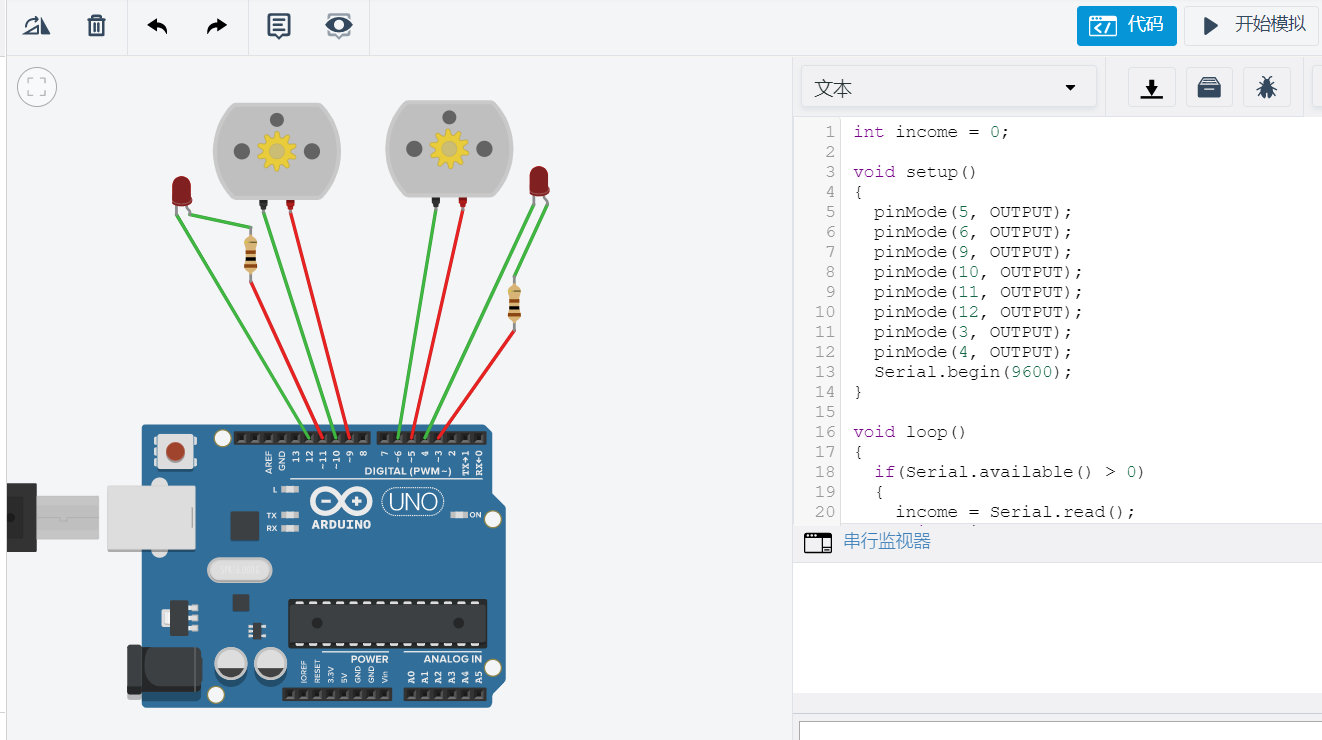 代码
开始模拟
文本
1 int income = 0;
2
3 void setup()
4 {
5 pinMode(5, OUTPUT);
6 pinMode(6, OUTPUT);
7 pinMode(9, OUTPUT);
8 pinMode(10, OUTPUT);
9 pinMode(11, OUTPUT);
10 pinMode(12, OUTPUT);
11 pinMode(3, OUTPUT);
12 pinMode(4, OUTPUT);
13 Serial.begin(9600);
14 }
15
16 void loop()
17 {
18 if(Serial.available() > 0)
19 {
20 income = Serial.read();
串行监视器
AREF
GND
13
12
~11
~10
~9
8
7
~6
~5
4
~3
2
TX→1
RX←0
DIGITAL (PWM~)
L
TX
RX
ARDUINO
UNO
ON
POWER
ANALOG IN
IOREF
RESET
3.3V
5V
GND
GND
Vin
A0
A1
A2
A3
A4
A5